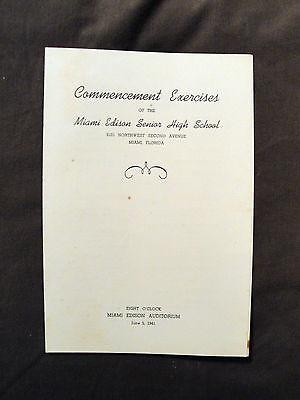 Commencement Exercises
OF THE
Miami Edison Senior High School
NORTHWEST SECOND AVENUE
MIAMI, FLORIDA
EIGHT O'CLOCK
MIAMI EDISON AUDITORIUM
June 5, 1941